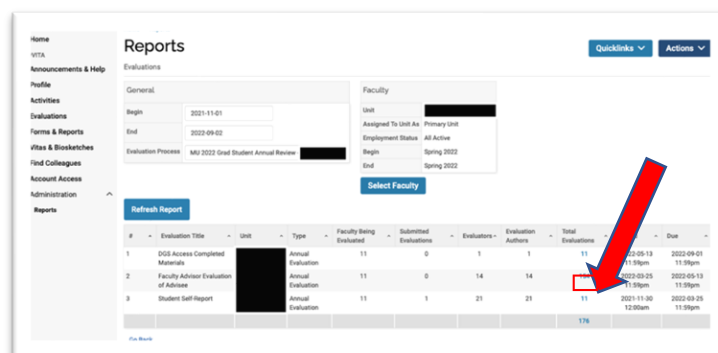 Home
VITA
Announcements & Help
Profile
Activities
Evaluations
Forms & Reports
Vitas & Biosketches
Find Colleagues
Account Access
Administration
Reports
Reports
Quicklinks
Actions
Evaluations
General
Begin 2021-11-01
End 2022-09-02
Evaluation Process MU 2022 Grad Student Annual Review
Faculty
Unit
Assigned To Unit As Primary Unit
Employment Status All Active
Begin Spring 2022
End Spring 2022
Select Faculty
Refresh Report
# Evaluation Title Unit Type Faculty Being Evaluated Submitted Evaluations Evaluators Evaluation Authors Total Evaluations Due
1 DGS Access Completed Materials Annual Evaluation 11 0 1 1 11 2022-05-13 11:59pm 2022-09-01 11:59pm
2 Faculty Advisor Evaluation of Advisee Annual Evaluation 11 0 14 14 2022-03-25 11:59pm 2022-05-13 11:59pm
3 Student Self-Report Annual Evaluation 11 1 21 21 11 2021-11-30 12:00am 2022-03-25 11:59pm
176
Go Back